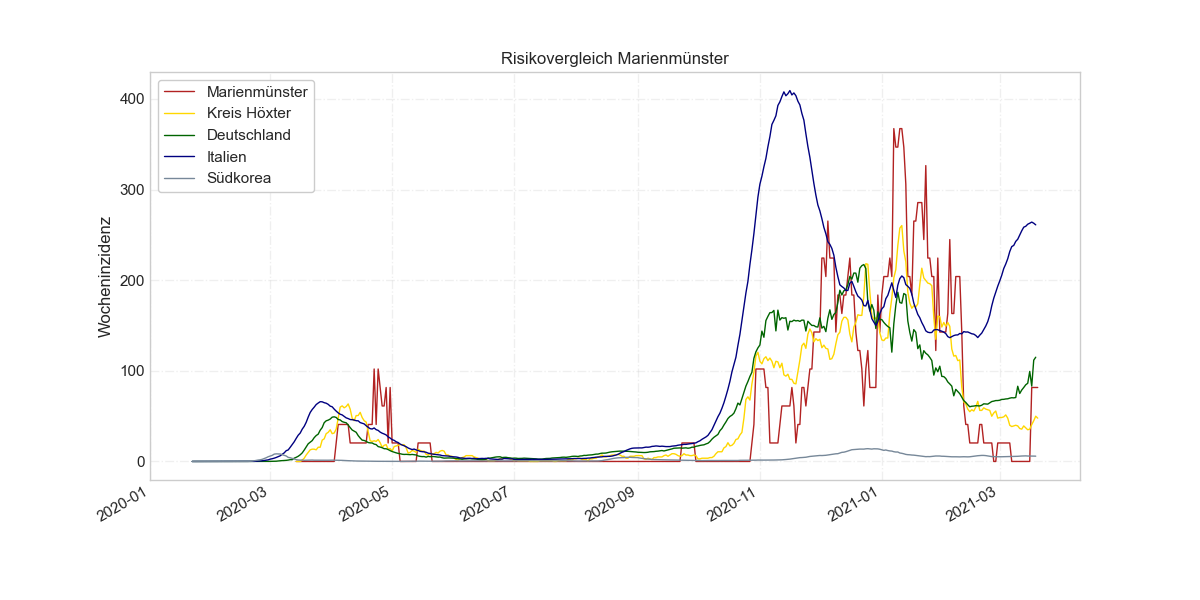 Risikovergleich Marienmünster
Marienmünster
Kreis Höxter
Deutschland
Italien
Südkorea
Wocheninzidenz
400
300
200
100
0
2020-01
2020-03
2020-05
2020-07
2020-09
2020-11
2021-01
2021-03